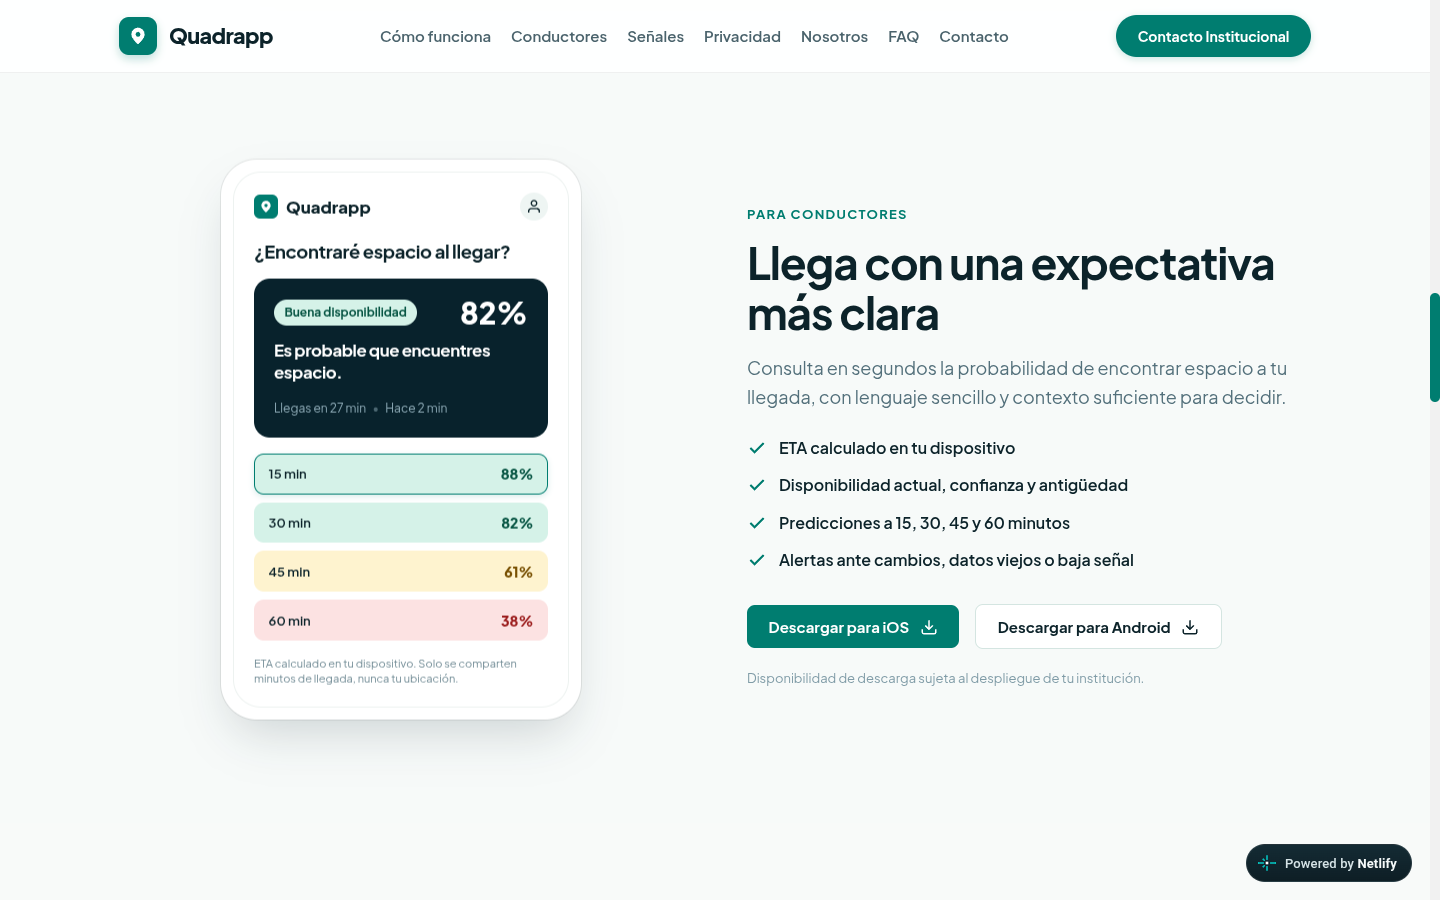 Quadrapp
Cómo funciona
Conductores
Señales
Privacidad
Nosotros
FAQ
Contacto
Contacto Institucional
Quadrapp
¿Encontraré espacio al llegar?
Buena disponibilidad
82%
Es probable que encuentres
espacio.
Llegas en 27 min • Hace 2 min
15 min 88%
30 min 82%
45 min 61%
60 min 38%
ETA calculado en tu dispositivo. Solo se comparten
minutos de llegada, nunca tu ubicación.
PARA CONDUCTORES
Llega con una expectativa
más clara
Consulta en segundos la probabilidad de encontrar espacio a tu
llegada, con lenguaje sencillo y contexto suficiente para decidir.
ETA calculado en tu dispositivo
Disponibilidad actual, confianza y antigüedad
Predicciones a 15, 30, 45 y 60 minutos
Alertas ante cambios, datos viejos o baja señal
Descargar para iOS
Descargar para Android
Disponibilidad de descarga sujeta al despliegue de tu institución.
Powered by Netlify